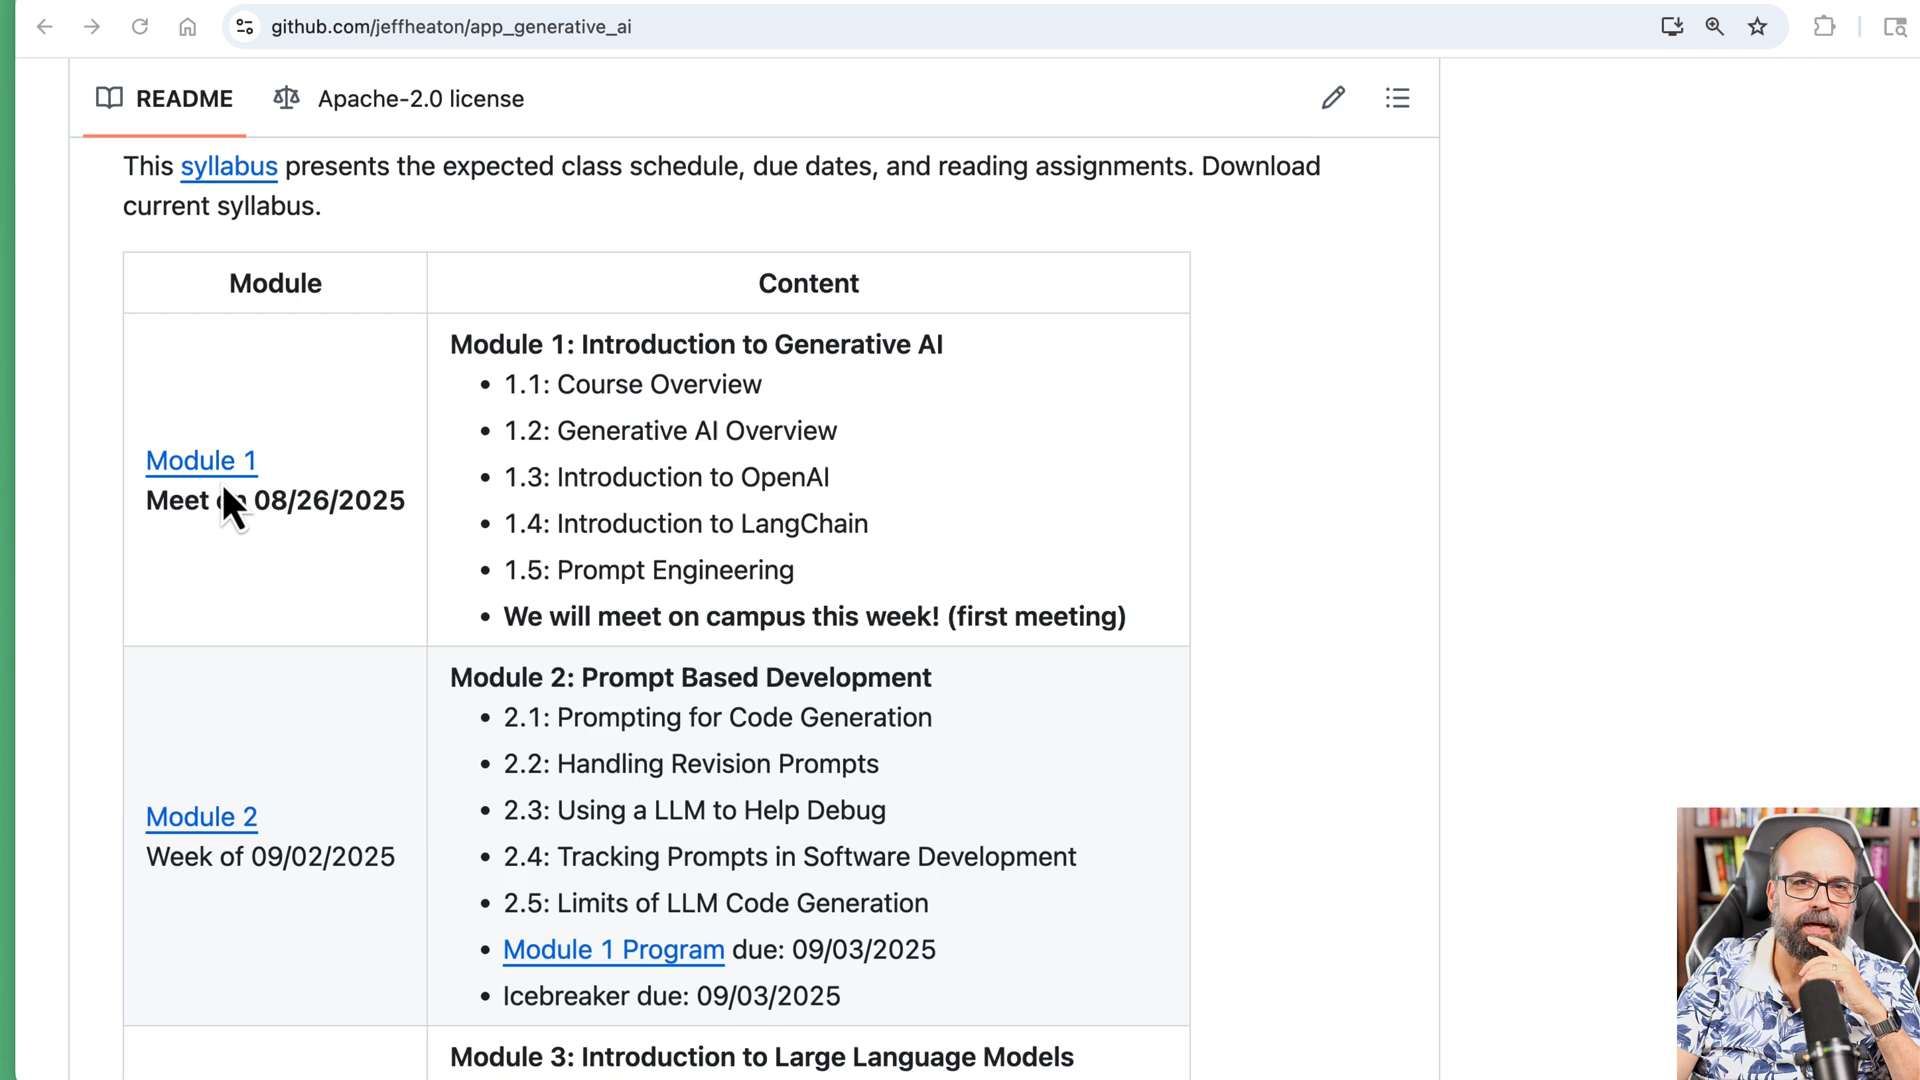 github.com/jeffheaton/app_generative_ai
README Apache-2.0 license
This syllabus presents the expected class schedule, due dates, and reading assignments. Download
current syllabus.
Module Content
Module 1: Introduction to Generative AI
• 1.1: Course Overview
• 1.2: Generative AI Overview
• 1.3: Introduction to OpenAI
• 1.4: Introduction to LangChain
• 1.5: Prompt Engineering
• We will meet on campus this week! (first meeting)
Module 1
Meet 08/26/2025
Module 2: Prompt Based Development
• 2.1: Prompting for Code Generation
• 2.2: Handling Revision Prompts
• 2.3: Using a LLM to Help Debug
• 2.4: Tracking Prompts in Software Development
• 2.5: Limits of LLM Code Generation
• Module 1 Program due: 09/03/2025
• Icebreaker due: 09/03/2025
Module 2
Week of 09/02/2025
Module 3: Introduction to Large Language Models